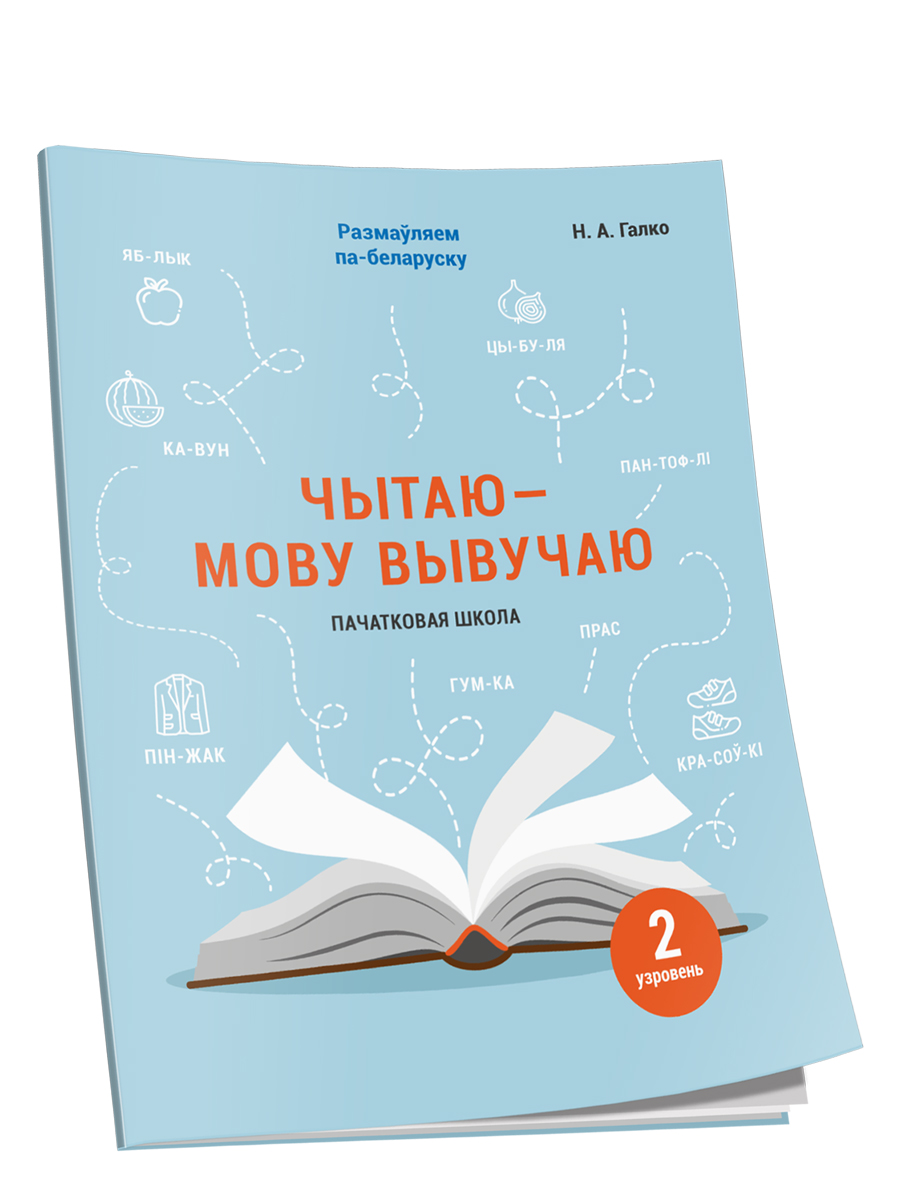 Размаўляем
па-беларуску
Н. А. Галко
ЯБ-ЛЫК
ЦЫ-БУ-ЛЯ
КА-ВУН
ПАН-ТОФ-ЛІ
ЧЫТАЮ –
МОВУ ВЫВУЧАЮ
ПАЧАТКОВАЯ ШКОЛА
ПРАС
ГУМ-КА
ПІН-ЖАК
КРА-СОЎ-КІ
2
узровень